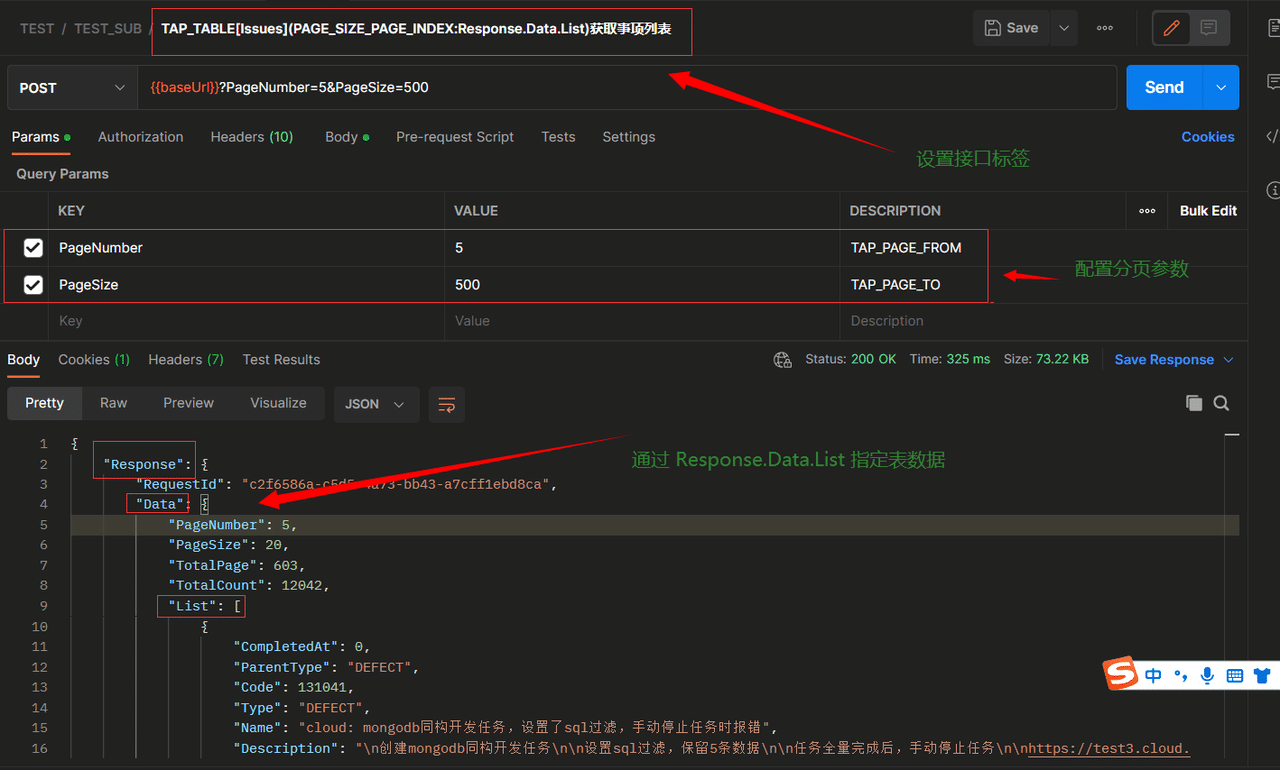 TEST / TEST_SUB / TAP_TABLE[Issues](PAGE_SIZE_PAGE_INDEX:Response.Data.List)获取事项列表 Save
POST {{baseUrl}}?PageNumber=5&PageSize=500 Send
设置接口标签
Params Authorization Headers (10) Body Pre-request Script Tests Settings Cookies
Query Params
KEY VALUE DESCRIPTION Bulk Edit
PageNumber 5 TAP_PAGE_FROM
配置分页参数
PageSize 500 TAP_PAGE_TO
Key Value Description
Body Cookies (1) Headers (7) Test Results Status: 200 OK Time: 325 ms Size: 73.22 KB Save Response
Pretty Raw Preview Visualize JSON
1 {
2 "Response": {
通过 Response.Data.List 指定表数据
3 "RequestId": "c2f6586a-c5d5- a73-bb43-a7cff1ebd8ca",
4 "Data": {
5 "PageNumber": 5,
6 "PageSize": 20,
7 "TotalPage": 603,
8 "TotalCount": 12042,
9 "List": [
10 {
11 "CompletedAt": 0,
12 "ParentType": "DEFECT",
13 "Code": 131041,
14 "Type": "DEFECT",
15 "Name": "cloud: mongodb同构开发任务，设置了sql过滤，手动停止任务时报错",
16 "Description": "\n创建mongodb同构开发任务\n\n设置sql过滤，保留5条数据\n\n任务全量完成后，手动停止任务\n\nhttps://test3.cloud.
S中